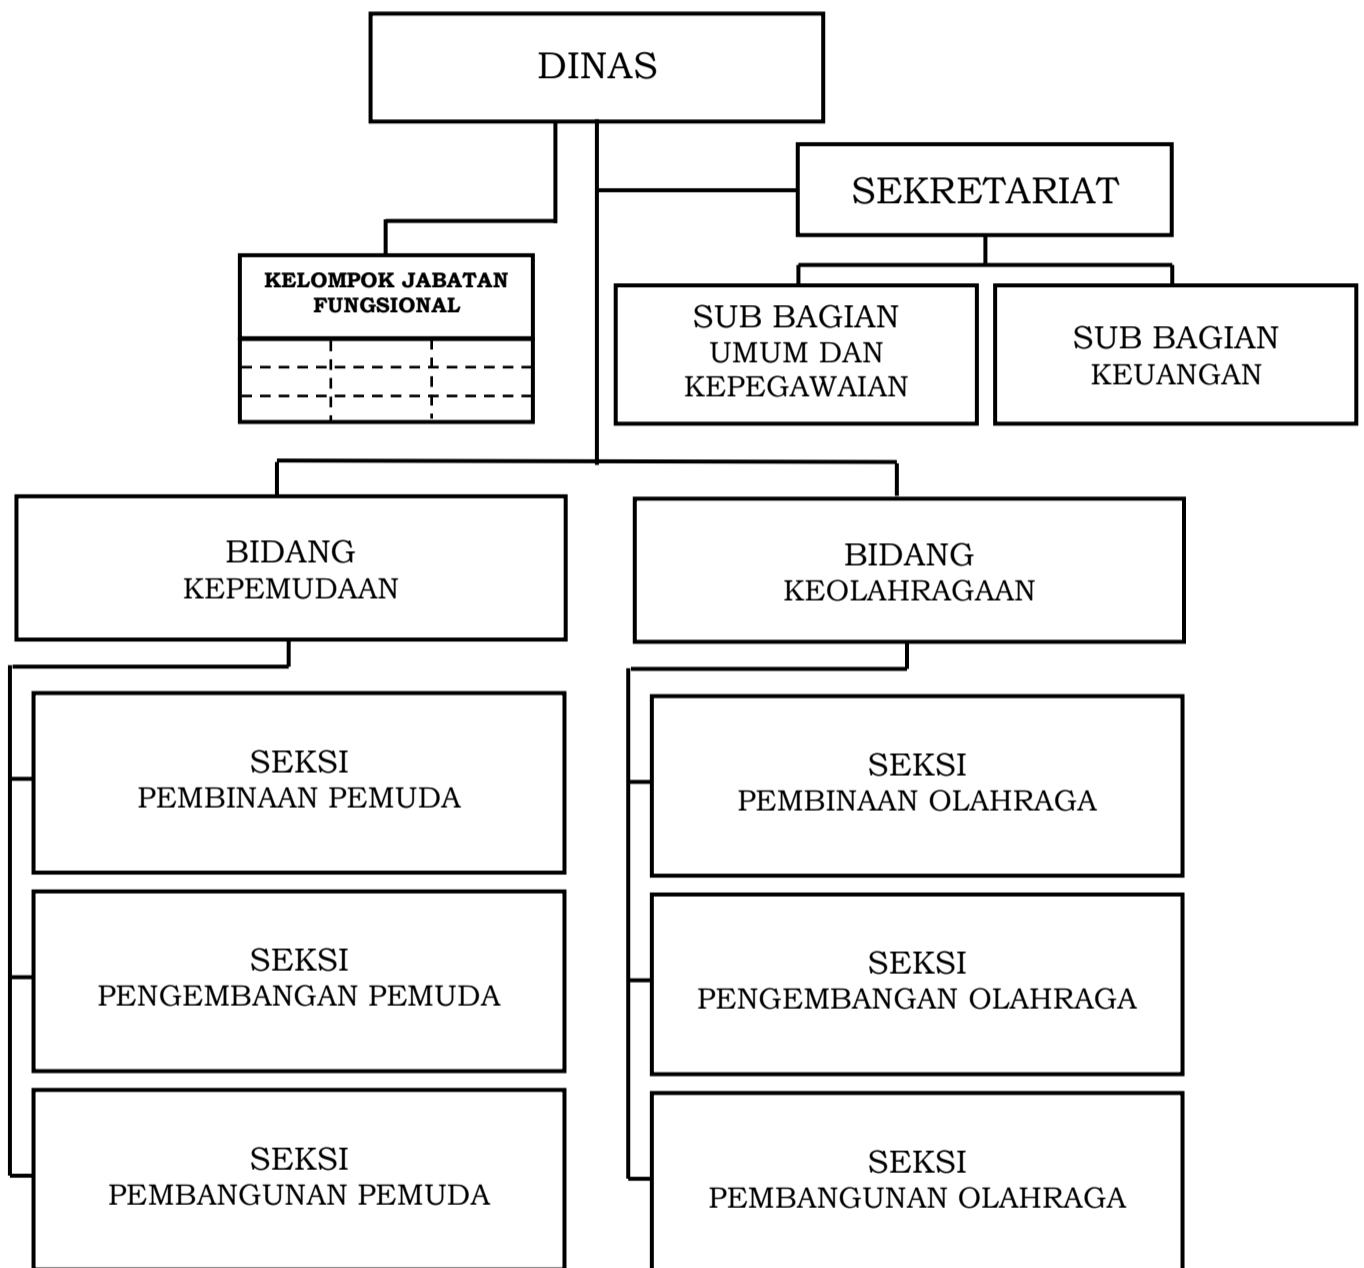 DINAS
SEKRETARIAT
KELOMPOK JABATAN
FUNGSIONAL
SUB BAGIAN
UMUM DAN
KEPEGAWAIAN
SUB BAGIAN
KEUANGAN
BIDANG
KEPEMUDAAN
BIDANG
KEOLAHRAGAAN
SEKSI
PEMBINAAN PEMUDA
SEKSI
PEMBINAAN OLAHRAGA
SEKSI
PENGEMBANGAN PEMUDA
SEKSI
PENGEMBANGAN OLAHRAGA
SEKSI
PEMBANGUNAN PEMUDA
SEKSI
PEMBANGUNAN OLAHRAGA